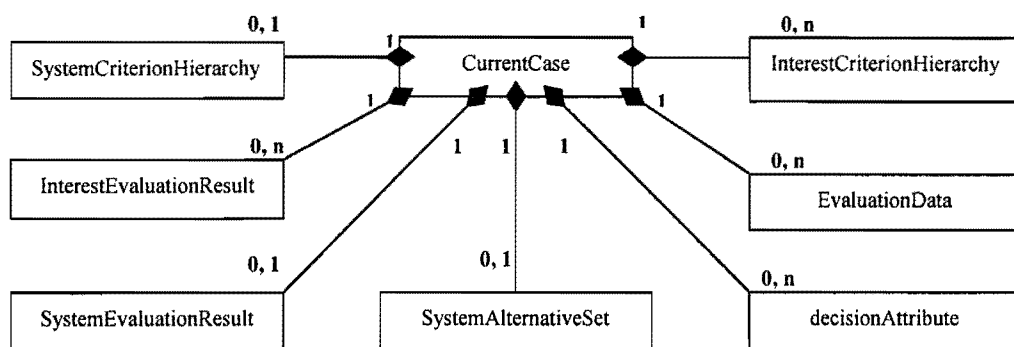 0, 1
1
1
0, n
SystemCriterionHierarchy
CurrentCase
InterestCriterionHierarchy
1
1
0, n
1
1
1
0, n
InterestEvaluationResult
EvaluationData
0, 1
0, 1
0, n
SystemEvaluationResult
SystemAlternativeSet
decisionAttribute